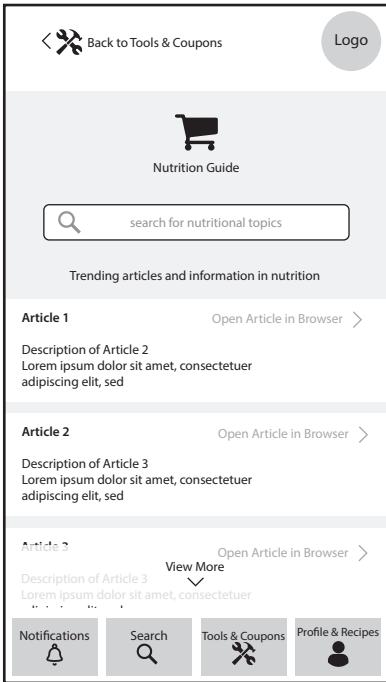 Back to Tools & Coupons
Logo
Nutrition Guide
search for nutritional topics
Trending articles and information in nutrition
Article 1
Open Article in Browser
Description of Article 2
Lorem ipsum dolor sit amet, consectetuer
adipiscing elit, sed
Article 2
Open Article in Browser
Description of Article 3
Lorem ipsum dolor sit amet, consectetuer
adipiscing elit, sed
Article 3
Open Article in Browser
View More
Description of Article 3
Lorem ipsum dolor sit amet, consectetuer
Notifications
Search
Tools & Coupons
Profile & Recipes